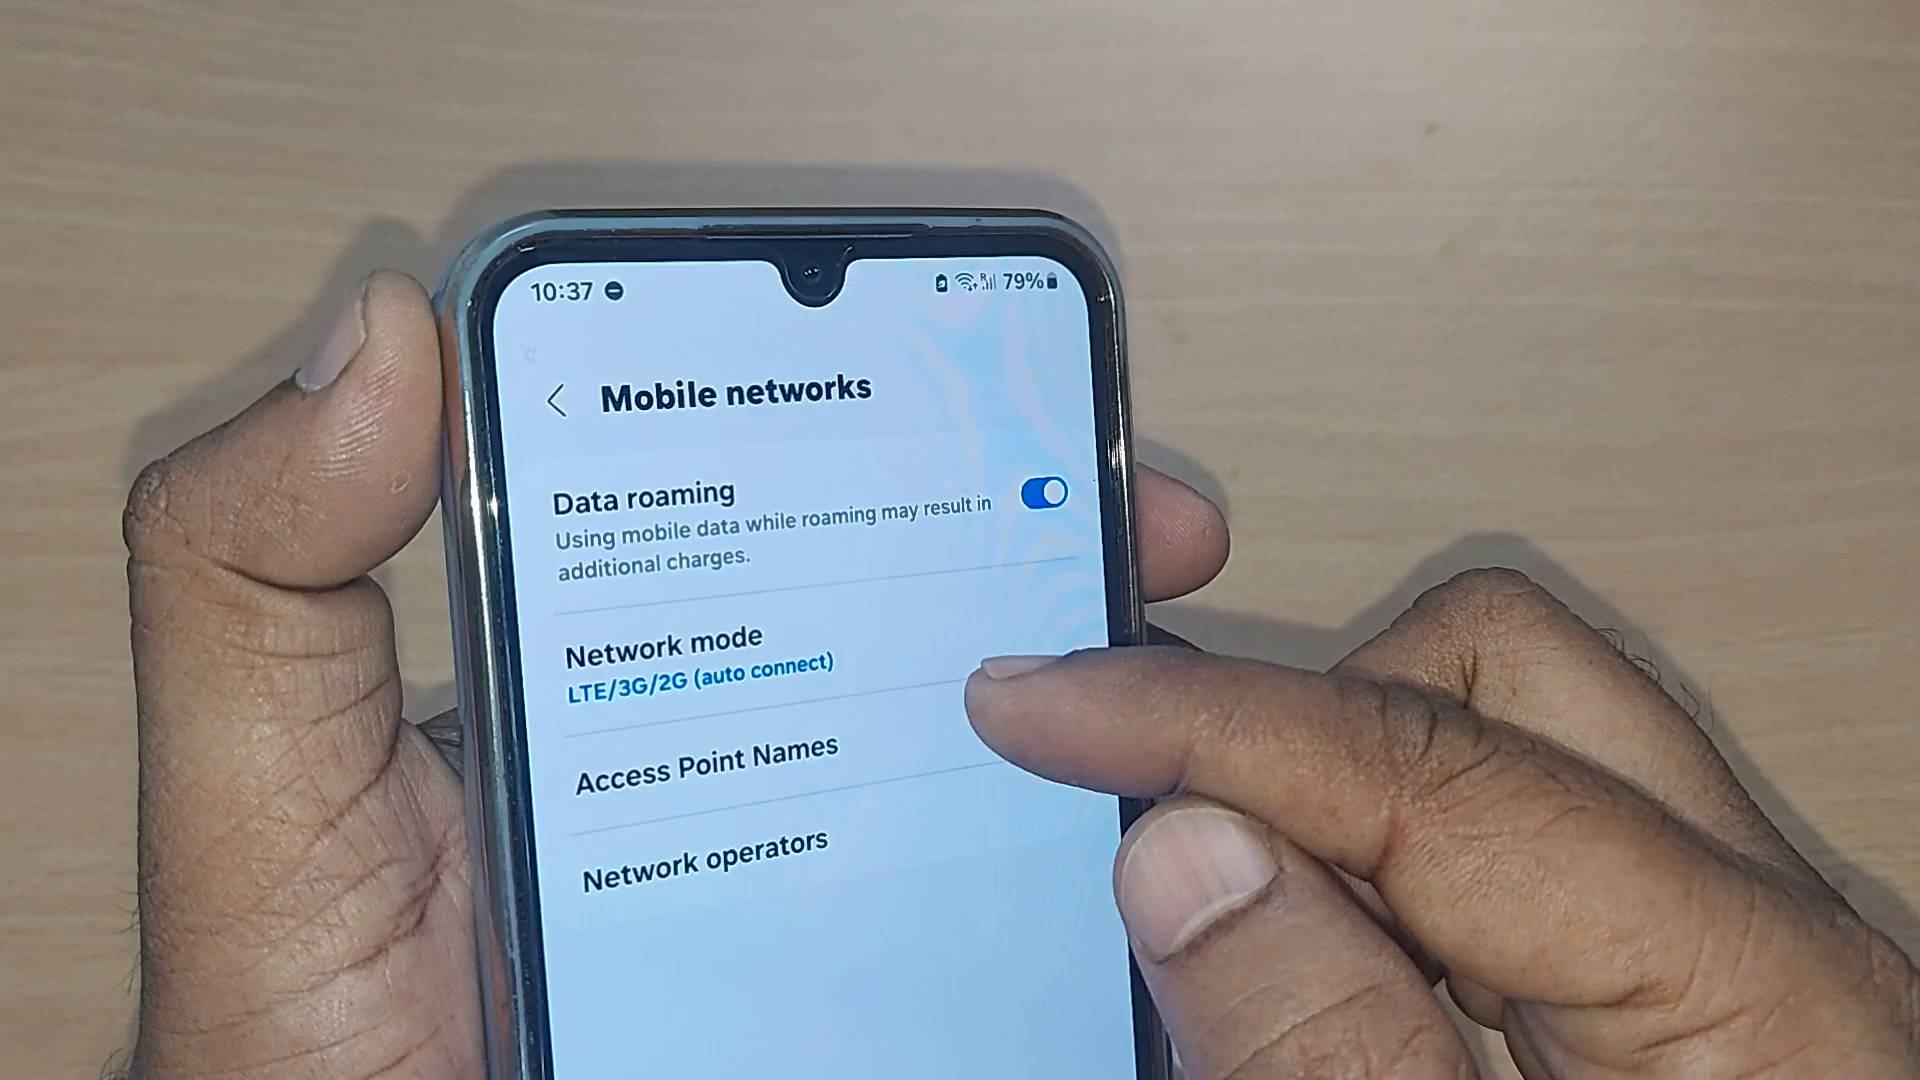 10:37
R 79%
Mobile networks
Data roaming
Using mobile data while roaming may result in
additional charges.
Network mode
LTE/3G/2G (auto connect)
Access Point Names
Network operators